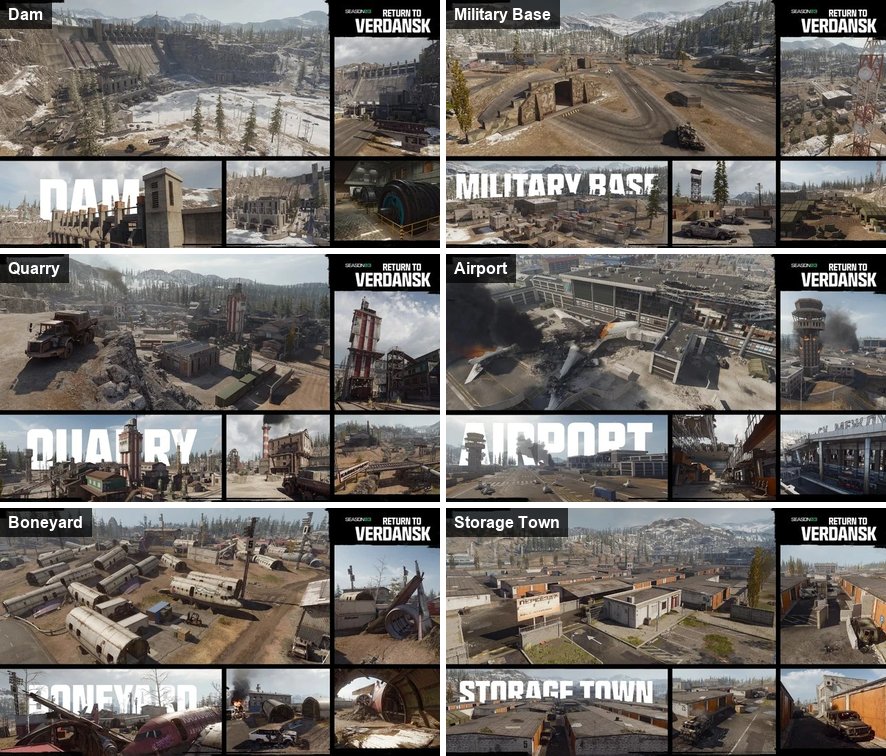 Dam
SEASON 03
RETURN TO
VERDANSK
DAM
Military Base
SEASON 03
RETURN TO
VERDANSK
MILITARY BASE
Quarry
SEASON 03
RETURN TO
VERDANSK
QUARRY
Airport
SEASON 03
RETURN TO
VERDANSK
AIRPORT
Boneyard
SEASON 03
RETURN TO
VERDANSK
BONEYARD
Storage Town
SEASON 03
RETURN TO
VERDANSK
STORAGE TOWN